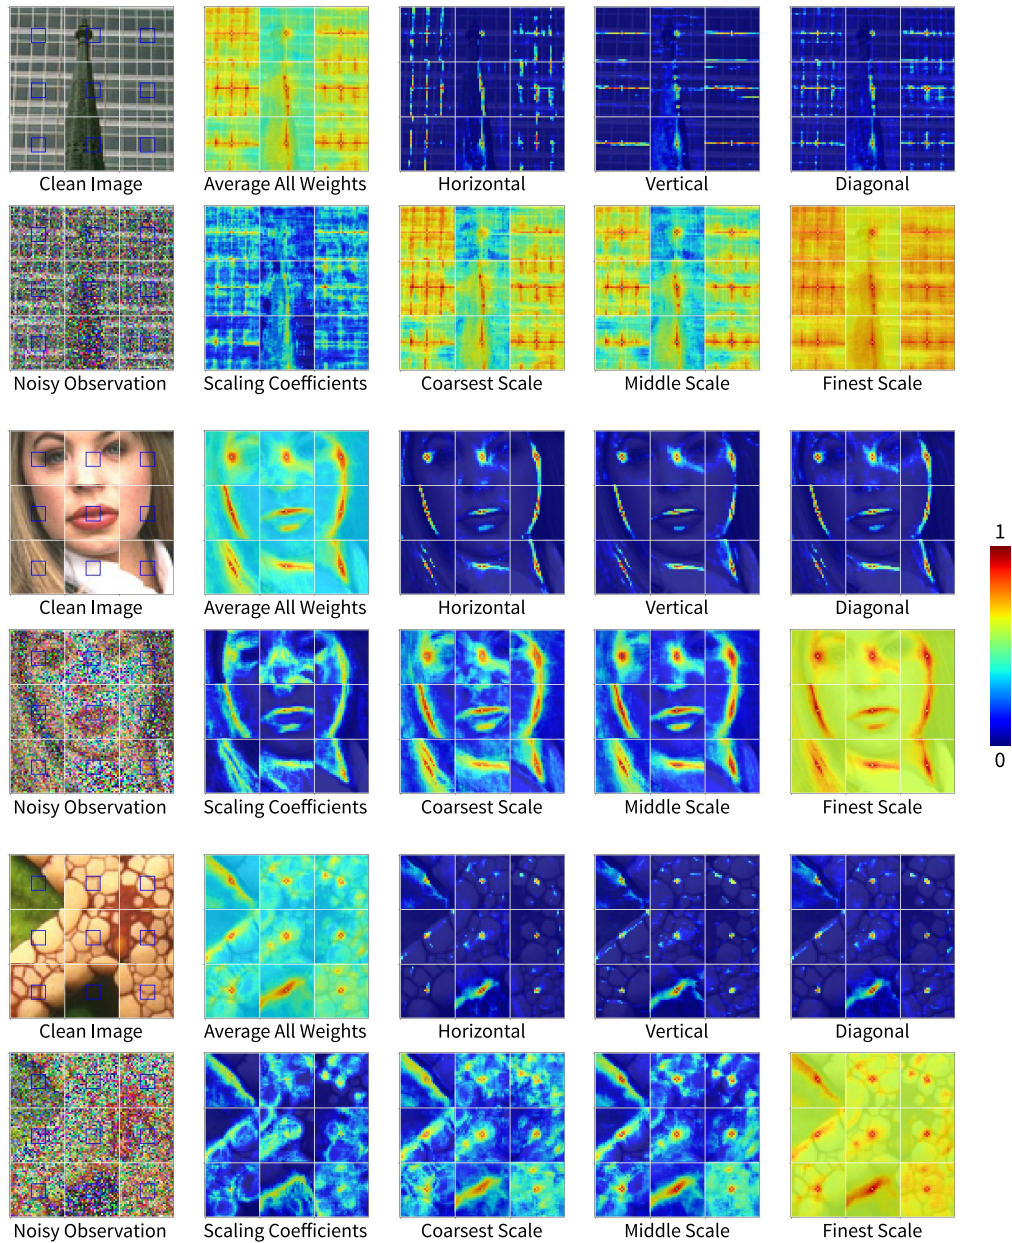 Clean Image Average All Weights Horizontal Vertical Diagonal
Noisy Observation Scaling Coefficients Coarsest Scale Middle Scale Finest Scale
Clean Image Average All Weights Horizontal Vertical Diagonal
1
0
Noisy Observation Scaling Coefficients Coarsest Scale Middle Scale Finest Scale
Clean Image Average All Weights Horizontal Vertical Diagonal
Noisy Observation Scaling Coefficients Coarsest Scale Middle Scale Finest Scale